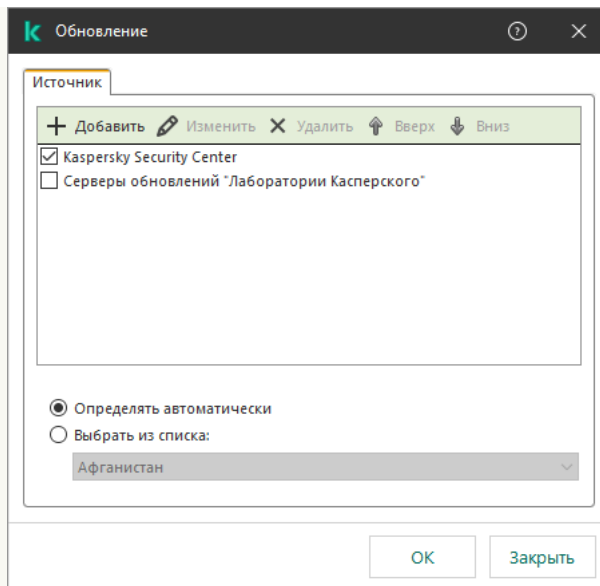 Обновление
Источник
Добавить Изменить Удалить Вверх Вниз
Kaspersky Security Center
Серверы обновлений "Лаборатории Касперского"
Определять автоматически
Выбрать из списка:
Афганистан
ОК Закрыть